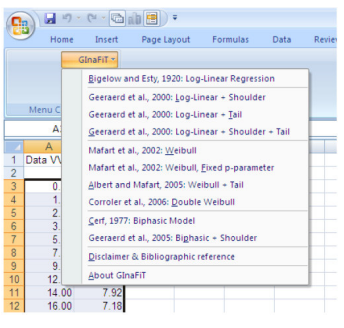 Home Insert Page Layout Formulas Data Review
GInaFiT
Bigelow and Esty, 1920: Log-Linear Regression
Geeraerd et al., 2000: Log-Linear + Shoulder
Geeraerd et al., 2000: Log-Linear + Tail
Geeraerd et al., 2000: Log-Linear + Shoulder + Tail
Menu C
Mafart et al., 2002: Weibull
Mafart et al., 2002: Weibull, Fixed p-parameter
Albert and Mafart, 2005: Weibull + Tail
Corroler et al., 2006: Double Weibull
Cerf, 1977: Biphasic Model
Geeraerd et al., 2005: Biphasic + Shoulder
Disclaimer & Bibliographic reference
About GInaFiT
A
1 Data
2
3 0.
4 1.
5 2.
6 3.
7 5.
8 7.
9 9.
10 12.
11 14.00 7.92
12 16.00 7.18